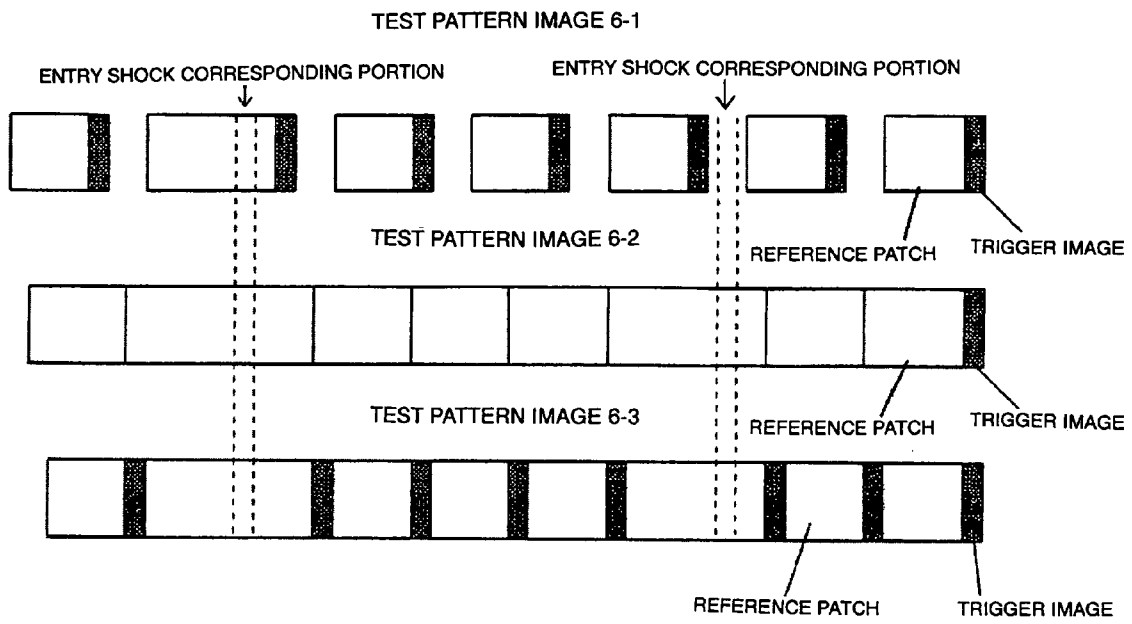 TEST PATTERN IMAGE 6-1
ENTRY SHOCK CORRESPONDING PORTION
ENTRY SHOCK CORRESPONDING PORTION
REFERENCE PATCH
TRIGGER IMAGE
TEST PATTERN IMAGE 6-2
REFERENCE PATCH
TRIGGER IMAGE
TEST PATTERN IMAGE 6-3
REFERENCE PATCH
TRIGGER IMAGE